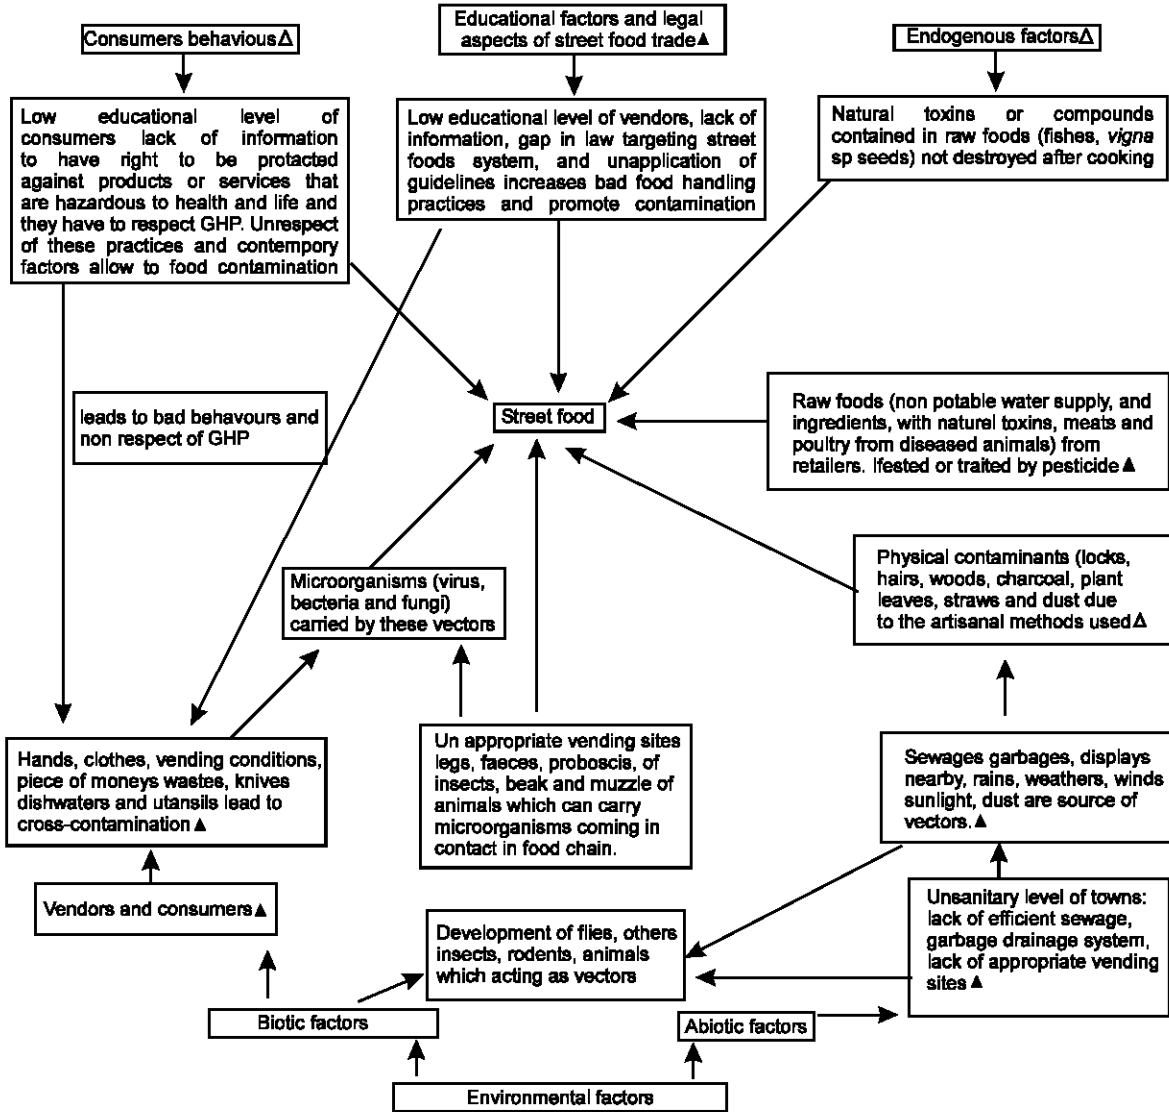 Consumers behavious△
Educational factors and legal
aspects of street food trade▲
Endogenous factors△
Low educational level of
consumers lack of information
to have right to be protacted
against products or services that
are hazardous to health and life and
they have to respect GHP. Unrespect
of these practices and contempory
factors allow to food contamination
Low educational level of vendors, lack of
information, gap in law targeting street
foods system, and unapplication of
guidelines increases bad food handling
practices and promote contamination
Natural toxins or compounds
contained in raw foods (fishes, vigna
sp seeds) not destroyed after cooking
leads to bad behavours and
non respect of GHP
Street food
Raw foods (non potable water supply, and
ingredients, with natural toxins, meats and
poultry from diseased animals) from
retailers. Ifested or traited by pesticide▲
Microorganisms (virus,
becteria and fungi)
carried by these vectors
Physical contaminants (locks,
hairs, woods, charcoal, plant
leaves, straws and dust due
to the artisanal methods used△
Hands, clothes, vending conditions,
piece of moneys wastes, knives
dishwaters and utansils lead to
cross-contamination▲
Un appropriate vending sites
legs, faeces, proboscis, of
insects, beak and muzzle of
animals which can carry
microorganisms coming in
contact in food chain.
Sewages garbages, displays
nearby, rains, weathers, winds
sunlight, dust are source of
vectors.▲
Vendors and consumers▲
Development of flies, others
insects, rodents, animals
which acting as vectors
Unsanitary level of towns:
lack of efficient sewage,
garbage drainage system,
lack of appropriate vending
sites▲
Biotic factors
Abiotic factors
Environmental factors